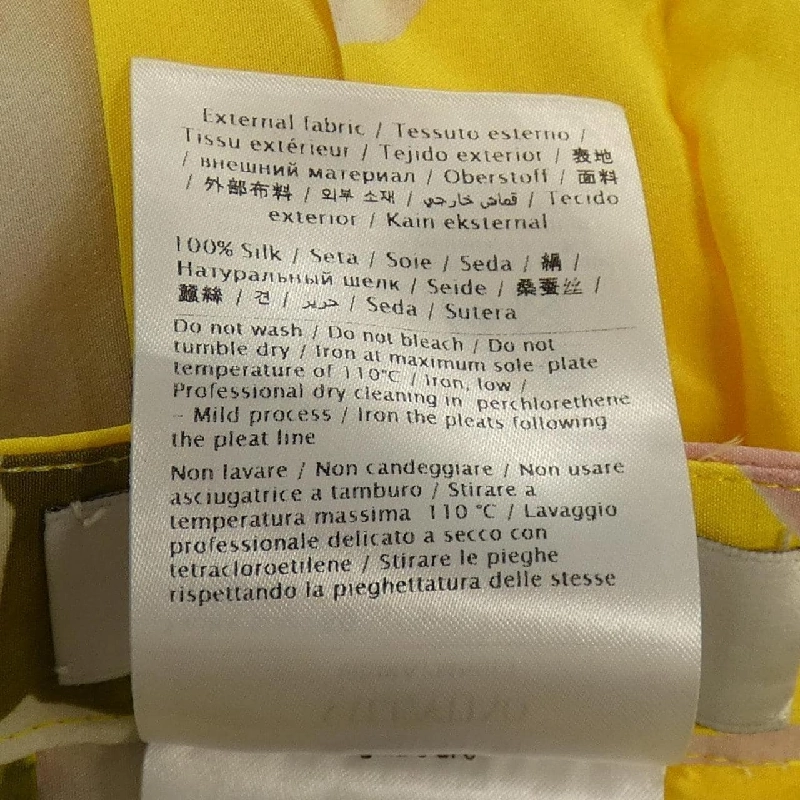 External fabric / Tessuto esterno /
Tissu extérieur / Tejido exterior / 表地
/ внешний материал / Oberstoff / 面料
/ 外部布料 / 외부 소재 / قماش خارجي / Tecido
exterior / Kain eksternal
100% Silk / Seta / Soie / Seda / 絹 /
Натуральный шелк / Seide / 桑蚕丝 /
蠶絲 / 견 / حرير / Seda / Sutera
Do not wash / Do not bleach / Do not
tumble dry / Iron at maximum sole-plate
temperature of 110°C / Iron, low /
Professional dry cleaning in perchlorethene
- Mild process / Iron the pleats following
the pleat line
Non lavare / Non candeggiare / Non usare
asciugatrice a tamburo / Stirare a
temperatura massima 110 °C / Lavaggio
professionale delicato a secco con
tetracloroetilene / Stirare le pieghe
rispettando la pieghettatura delle stesse